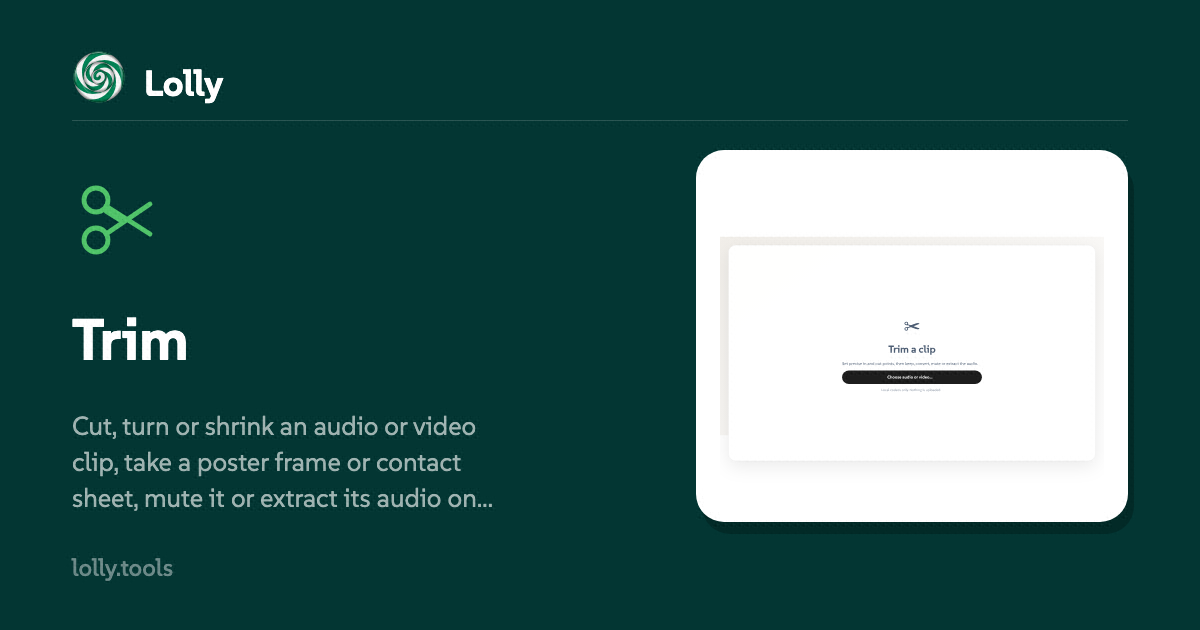 Lolly
Trim
Cut, turn or shrink an audio or video
clip, take a poster frame or contact
sheet, mute it or extract its audio on...
lolly.tools
Trim a clip
Choose audio or video...